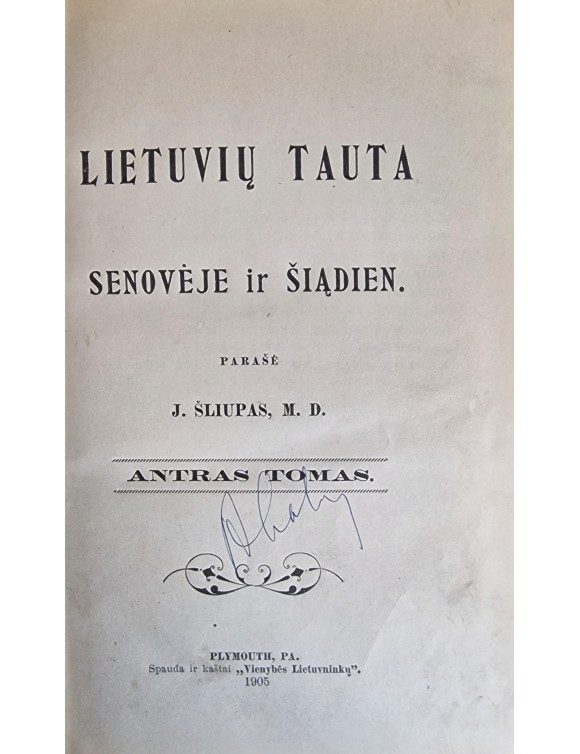 LIETUVIŲ TAUTA
SENOVĖJE ir ŠIĄDIEN.
PARAŠĖ
J. ŠLIUPAS, M. D.
ANTRAS TOMAS.
PLYMOUTH, PA.
Spauda ir kaštai „Vienybės Lietuvninkų”.
1905